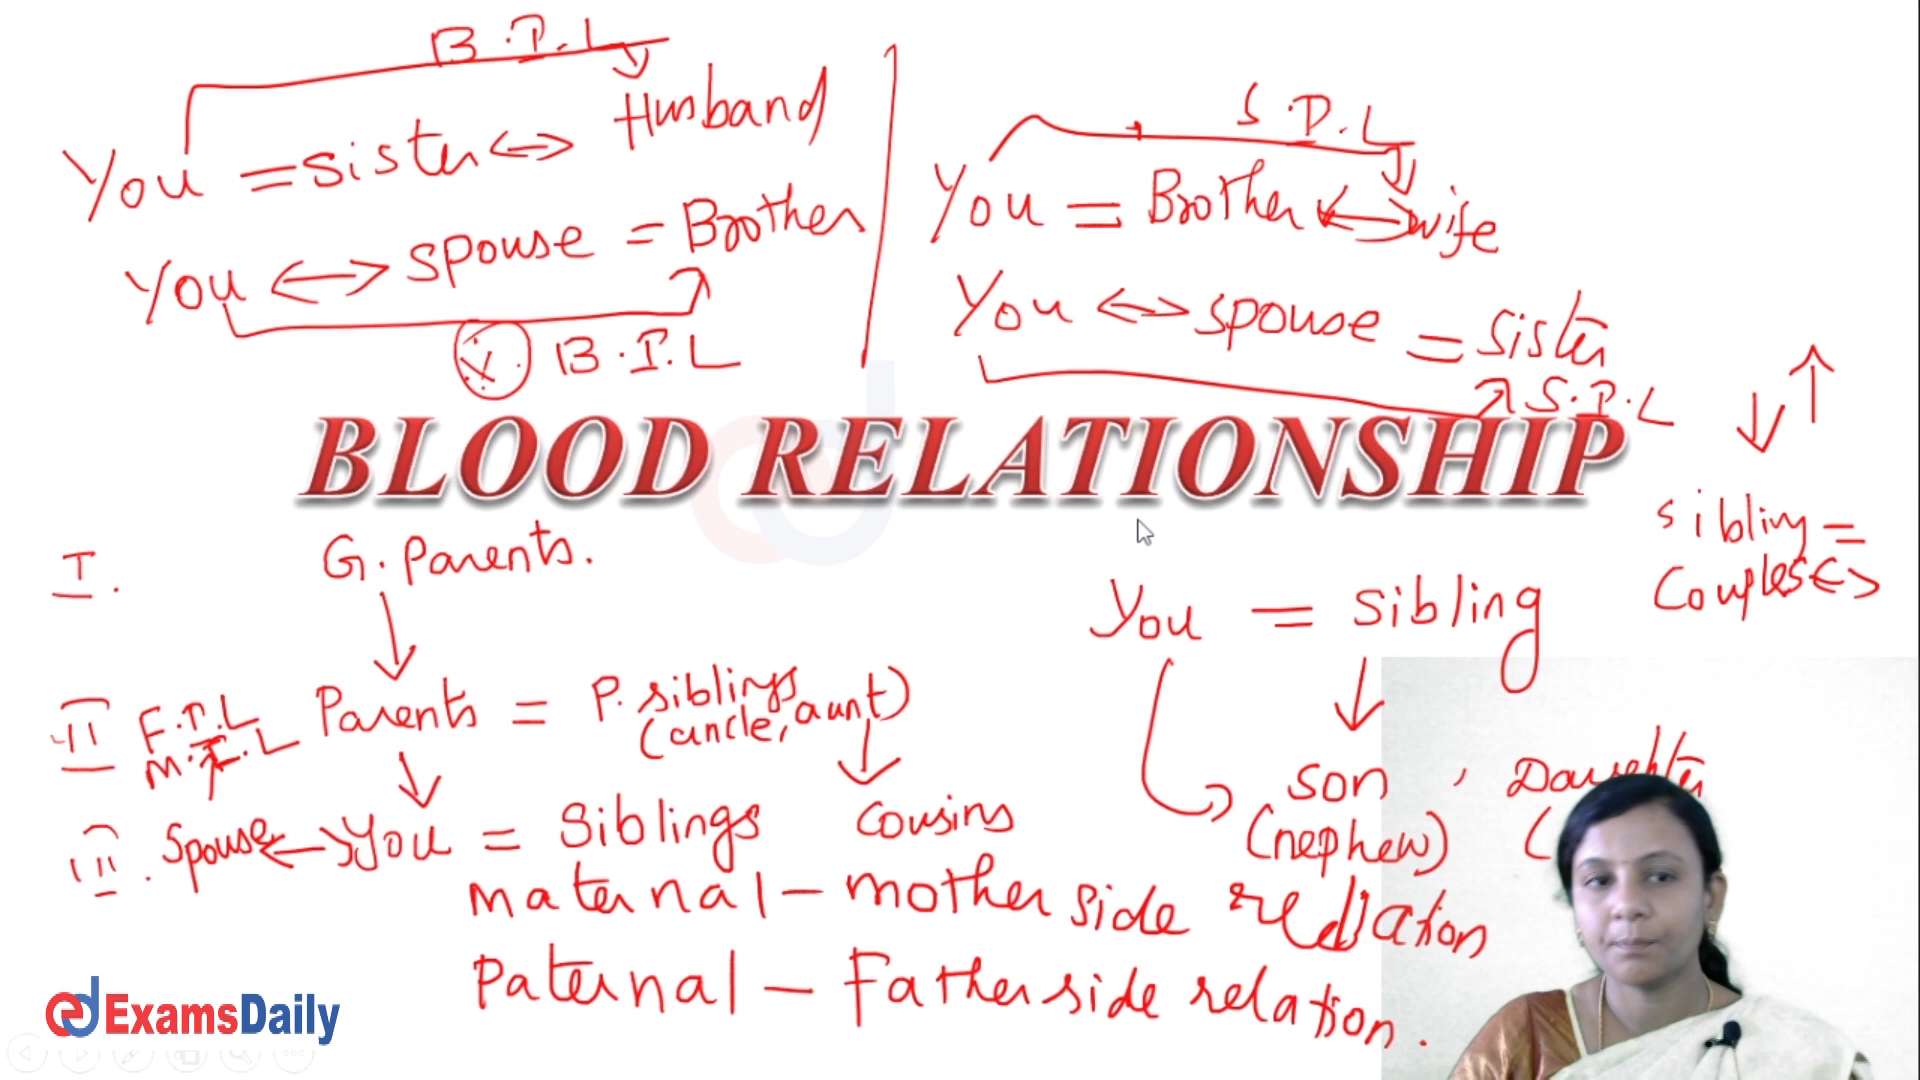 B.I.L
You = Sister <-> Husband
You <-> Spouse = Brother
B.I.L
S.I.L
You = Brother <-> wife
You <-> Spouse = Sister
S.I.L
BLOOD RELATIONSHIP
Sibling =
Couples <->
I. G. Parents.
II F.I.L M.I.L Parents = P. siblings
(uncle, aunt)
III. Spouse <-> You = Siblings Cousins
You = Sibling
Son , Daughter
(nephew) (
Maternal - mother side relation
Paternal - Father side relation.
ExamsDaily